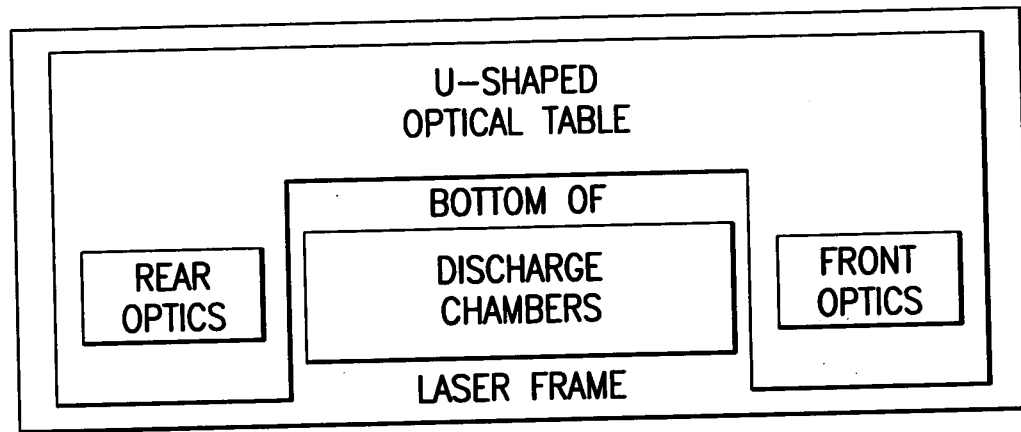 U-SHAPED
OPTICAL TABLE
BOTTOM OF
REAR
OPTICS
DISCHARGE
CHAMBERS
FRONT
OPTICS
LASER FRAME